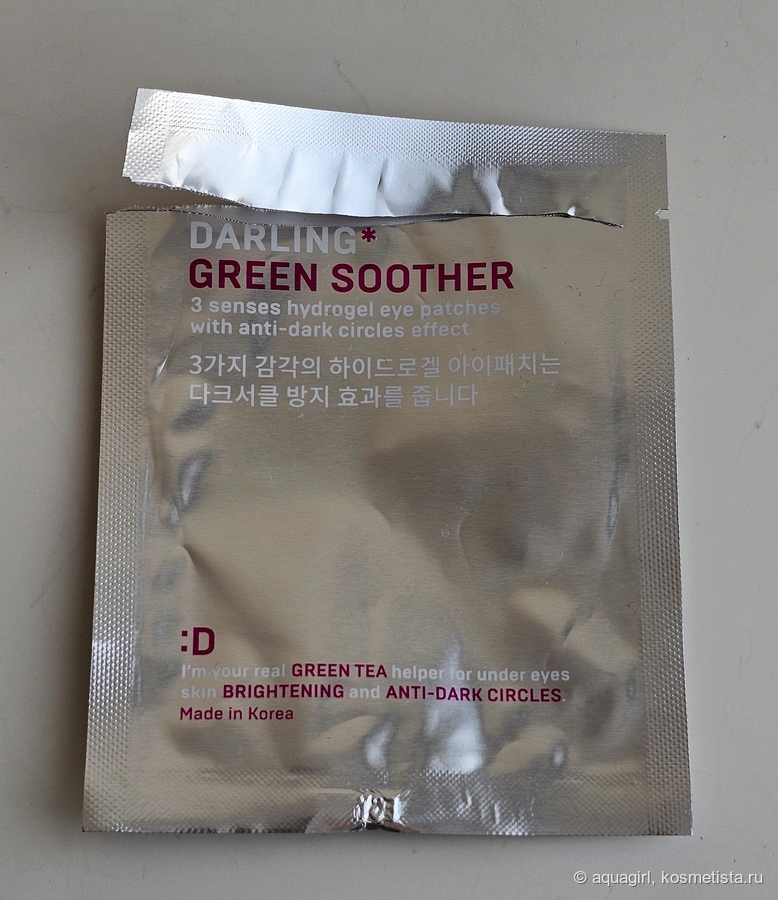 DARLING*
GREEN SOOTHER
3 senses hydrogel eye patches
with anti-dark circles effect
3가지 감각의 하이드로겔 아이패치는
다크서클 방지 효과를 줍니다
:D
I'm your real GREEN TEA helper for under eyes
skin BRIGHTENING and ANTI-DARK CIRCLES.
Made in Korea
© aquagirl, kosmetista.ru